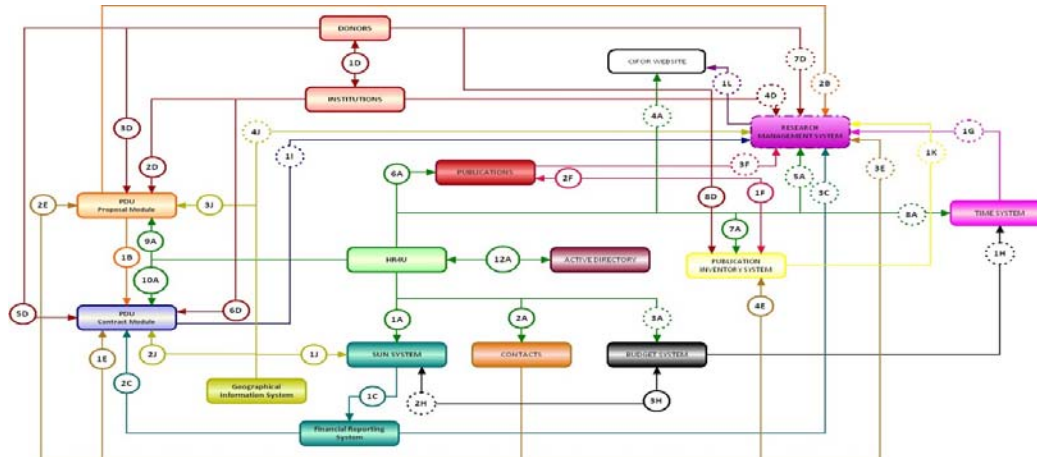 DONORS
7D
CIFOR WEBSITE
1D
1L
2B
INSTITUTIONS
4D
4A
3D
4J
RESEARCH
MANAGEMENT SYSTEM
1G
1I
1K
2D
3F
6A
PUBLICATIONS
2F
5A
3C
3E
2E
PDU
Proposal Module
3J
8D
1F
8A
TIME SYSTEM
7A
9A
1B
HR4U
12A
ACTIVE DIRECTORY
PUBLICATION
INVENTORY SYSTEM
1H
10A
5D
PDU
Contract Module
6D
4E
1A
2A
3A
1E
2J
1J
SUN SYSTEM
CONTACTS
BUDGET SYSTEM
2C
Geographical
Information System
1C
2H
3H
Financial Reporting
System